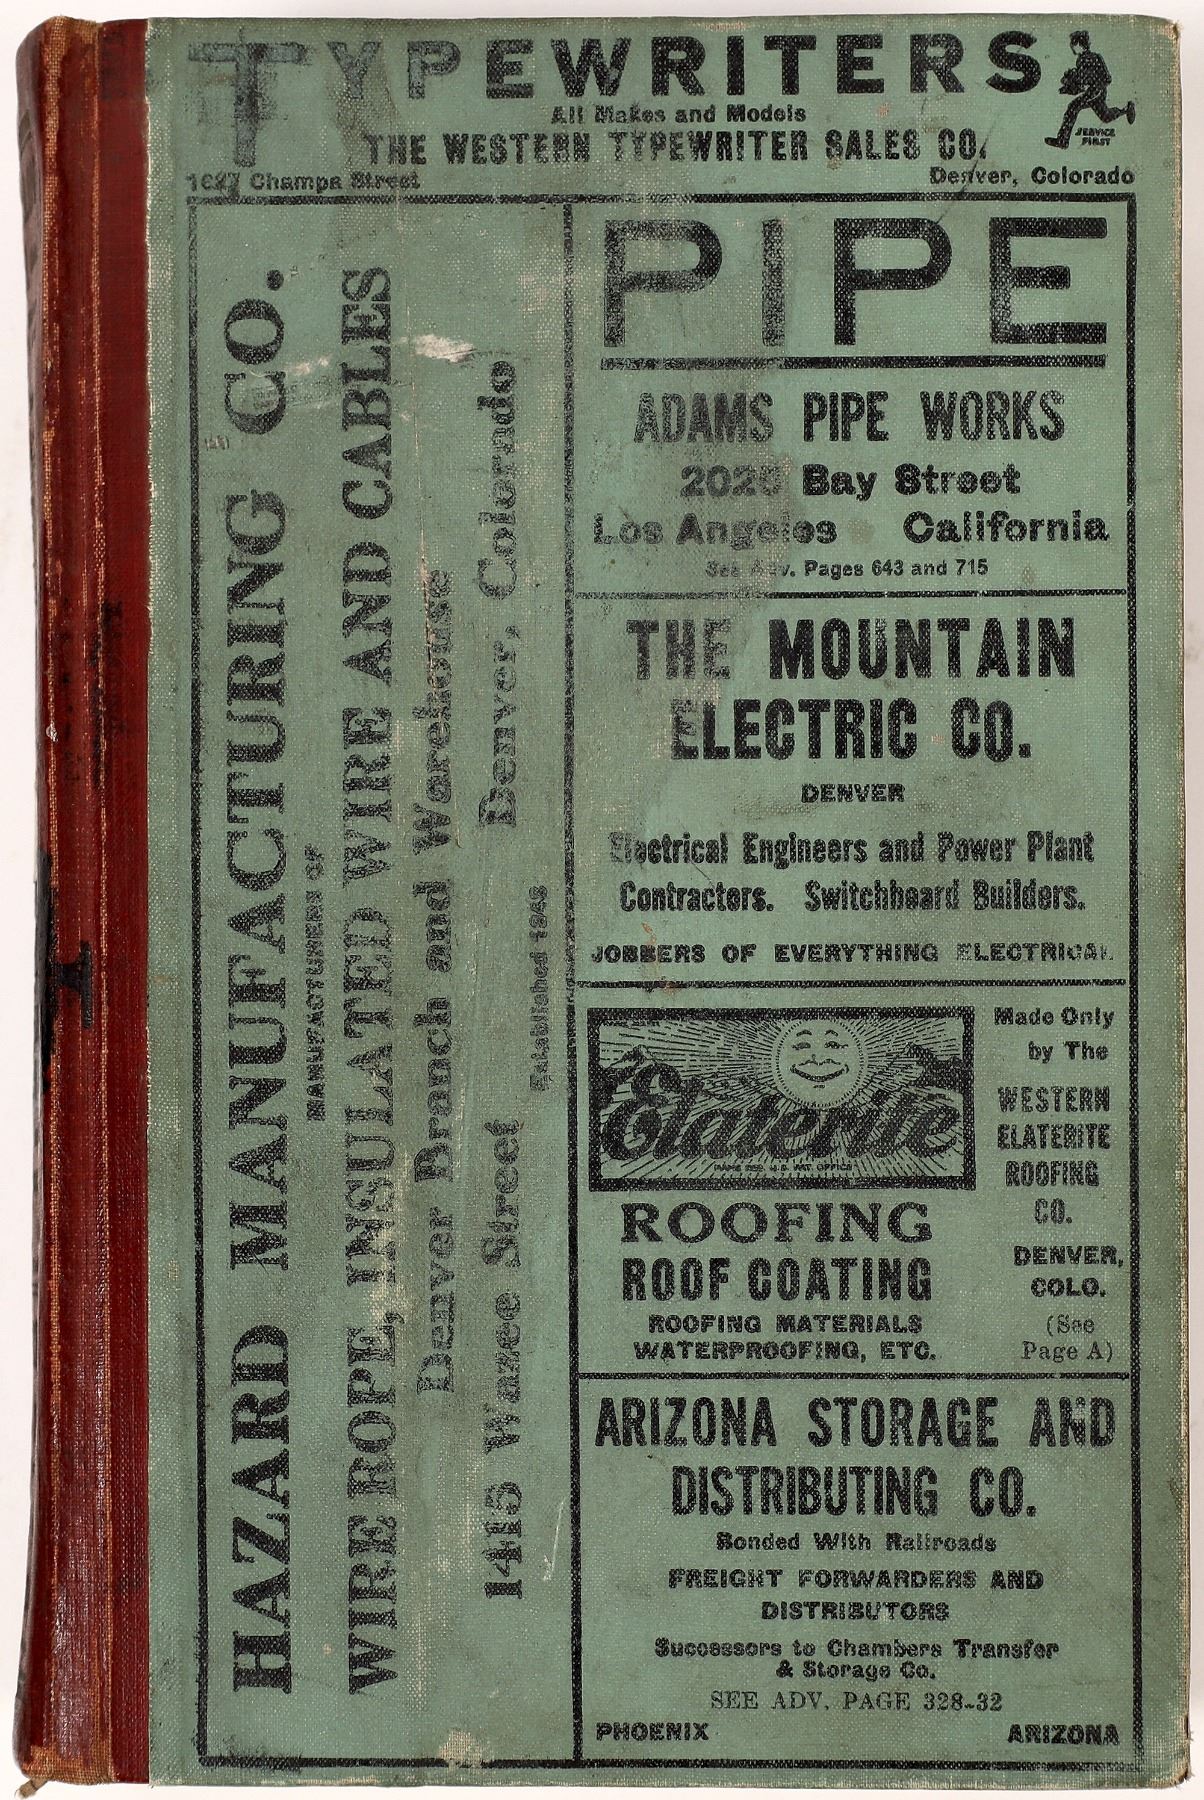 TYPEWRITERS
All Makes and Models
THE WESTERN TYPEWRITER SALES CO.
SERVICE
FIRST
1627 Champa Street Denver, Colorado
HAZARD MANUFACTURING CO.
MANUFACTURERS OF
WIRE ROPE, INSULATED WIRE AND CABLES
Denver Branch and Warehouse
1415 Wazee Street Denver, Colorado
Established 1848
PIPE
ADAMS PIPE WORKS
Bay Street
Los Angeles California
See Adv. Pages 643 and 715
THE MOUNTAIN
ELECTRIC CO.
DENVER
Electrical Engineers and Power Plant
Contractors. Switchboard Builders.
JOBBERS OF EVERYTHING ELECTRICAL
Elaterite
NAME REG. U.S. PAT. OFFICE
ROOFING
ROOF COATING
ROOFING MATERIALS
WATERPROOFING, ETC.
Made Only
by The
WESTERN
ELATERITE
ROOFING
CO.
DENVER,
COLO.
(See
Page A)
ARIZONA STORAGE AND
DISTRIBUTING CO.
Bonded With Railroads
FREIGHT FORWARDERS AND
DISTRIBUTORS
Successors to Chambers Transfer
& Storage Co.
SEE ADV. PAGE 328-32
PHOENIX ARIZONA